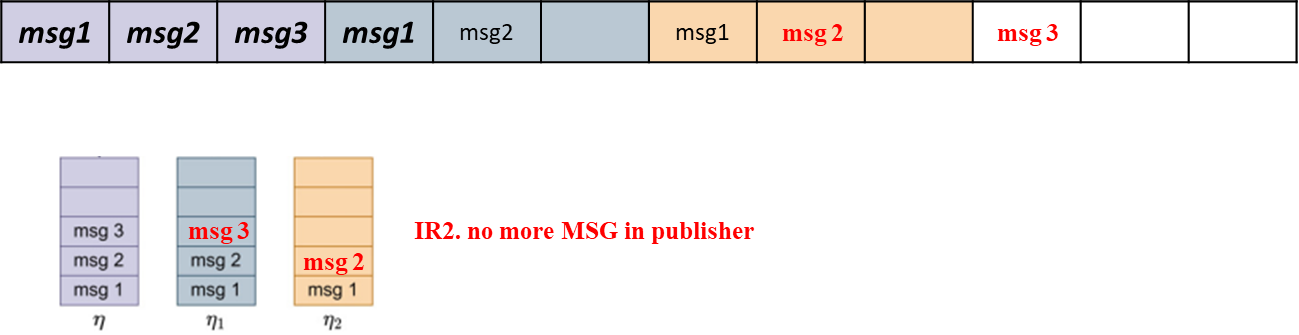 msg1 msg2 msg3 msg1 msg2 msg1 msg 2 msg 3
msg 3 msg 3 IR2. no more MSG in publisher
msg 2 msg 2 msg 2
msg 1 msg 1 msg 1
η η1 η2